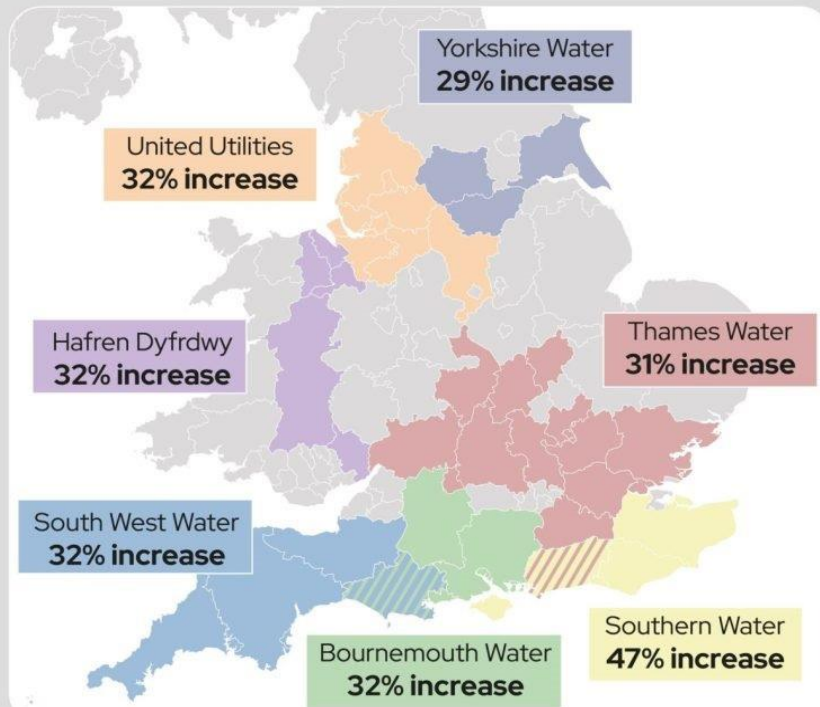 Yorkshire Water
29% increase
United Utilities
32% increase
Hafren Dyfrdwy
32% increase
Thames Water
31% increase
South West Water
32% increase
Bournemouth Water
32% increase
Southern Water
47% increase